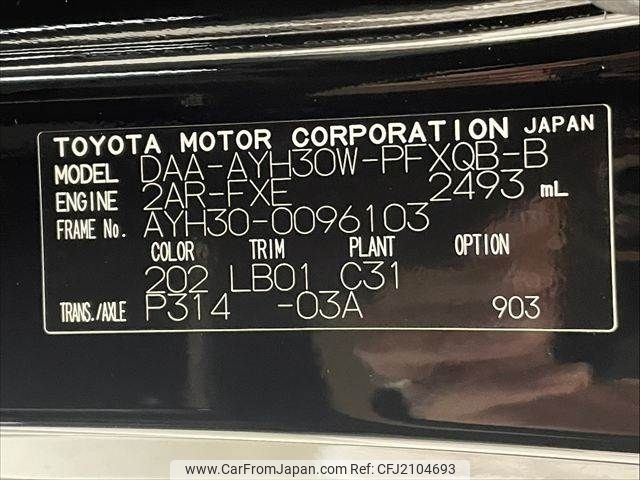 TOYOTA MOTOR CORPORATION JAPAN
MODEL DAA-AYH30W-PFXQB-B
ENGINE 2AR-FXE 2493 mL
FRAME No. AYH30-0096103
COLOR TRIM PLANT OPTION
202 LB01 C31
TRANS./AXLE P314 -03A 903
www.CarFromJapan.com | CFJ2104693